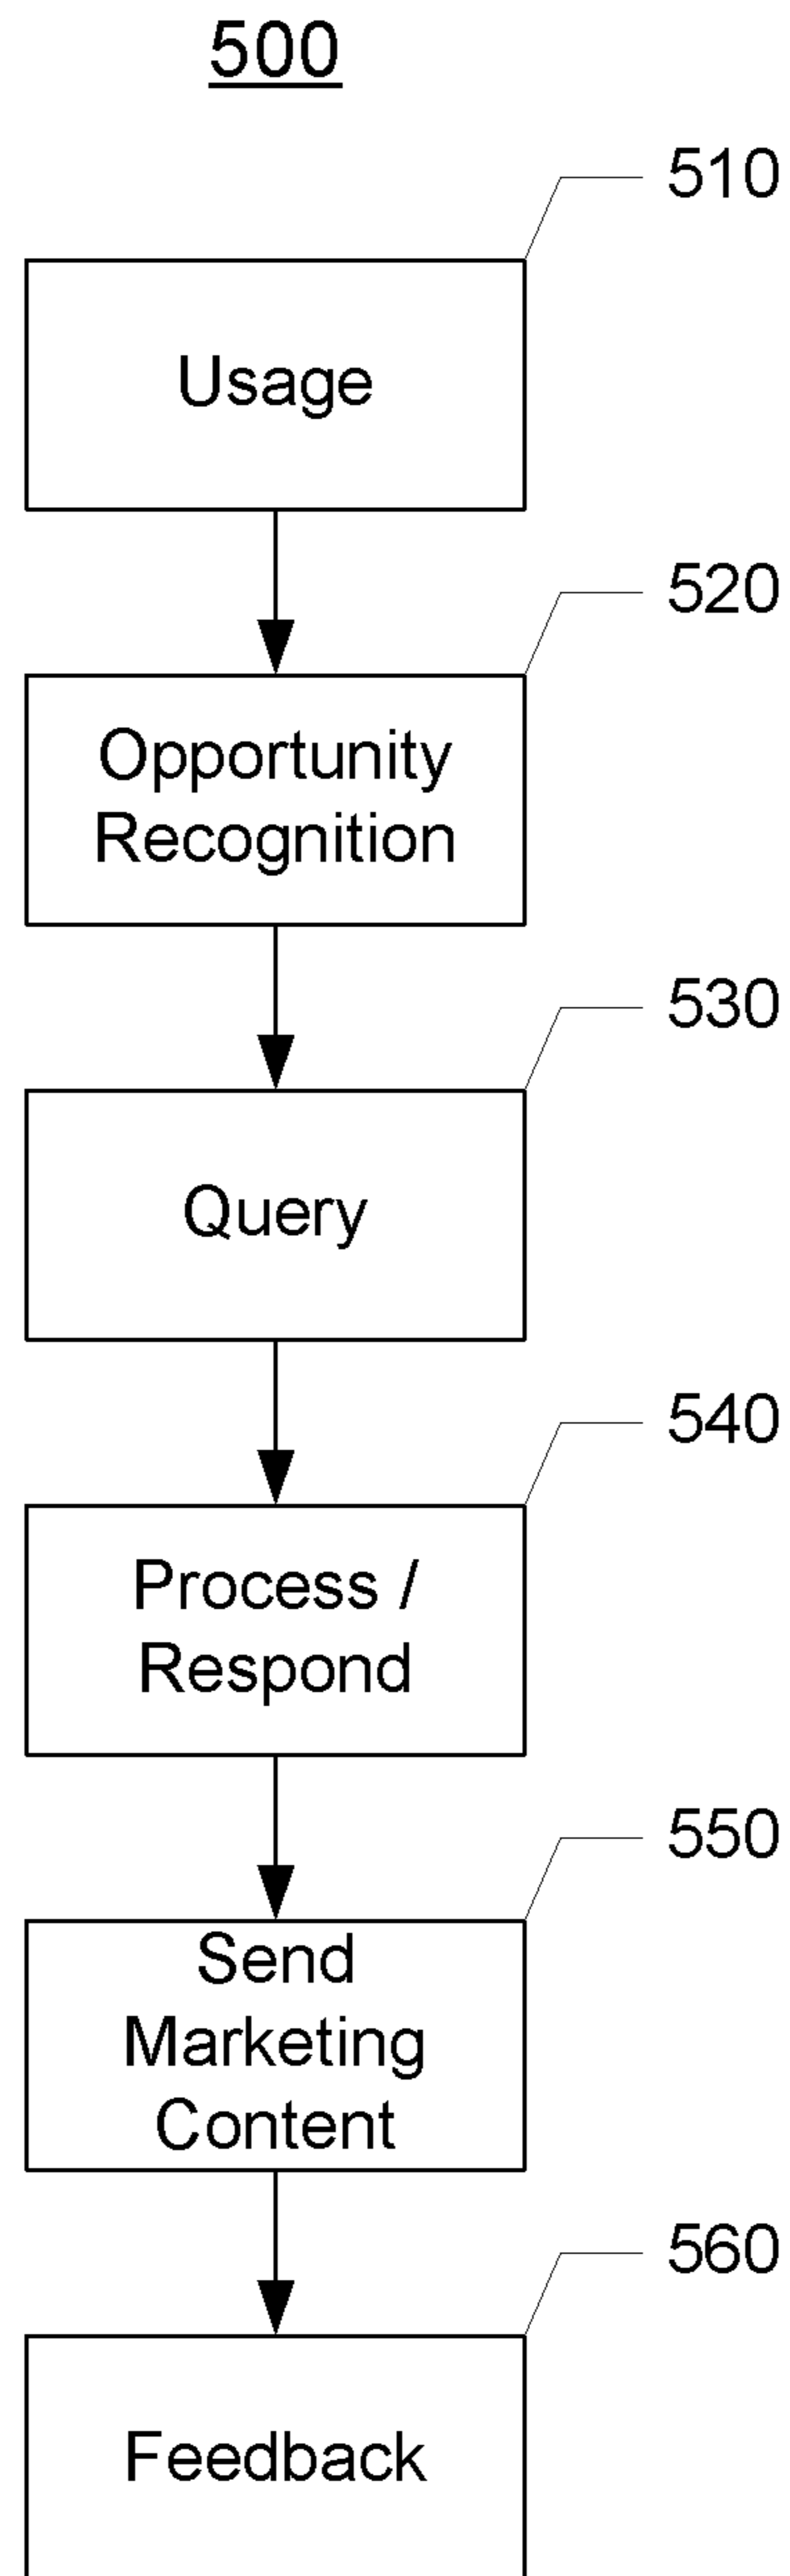 500
510
Usage
520
Opportunity
Recognition
530
Query
540
Process /
Respond
550
Send
Marketing
Content
560
Feedback